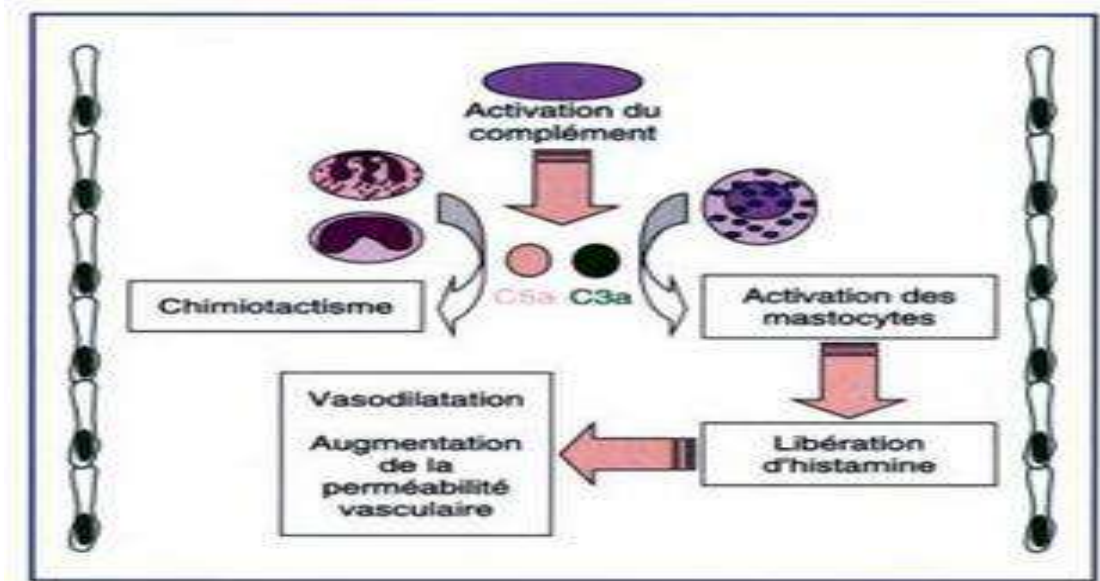 Activation du
complément
C5a C3a
Chimiotactisme
Activation des
mastocytes
Vasodilatation
Augmentation
de la
perméabilité
vasculaire
Libération
d'histamine